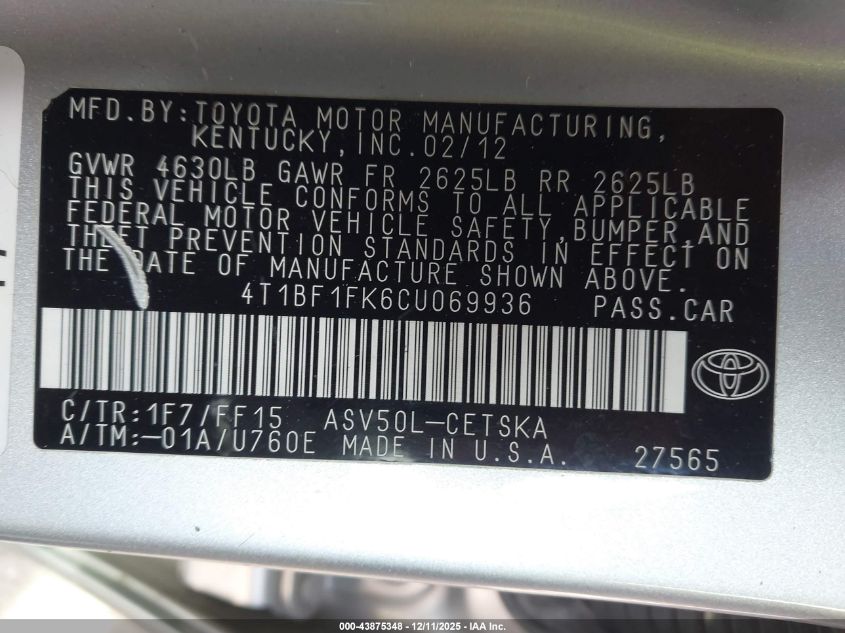 MFD.BY:TOYOTA MOTOR MANUFACTURING,
KENTUCKY, INC. 02/12
GVWR 4630LB GAWR FR 2625LB RR 2625LB
THIS VEHICLE CONFORMS TO ALL APPLICABLE
FEDERAL MOTOR VEHICLE SAFETY,BUMPER,AND
THEFT PREVENTION STANDARDS IN EFFECT ON
THE DATE OF MANUFACTURE SHOWN ABOVE.
4T1BF1FK6CU069936 PASS.CAR
C/TR:1F7/FF15 ASV50L-CETSKA
A/TM:-01A/U760E MADE IN U.S.A. 27565
000-43875348 - 12/11/2025 - IAA Inc.